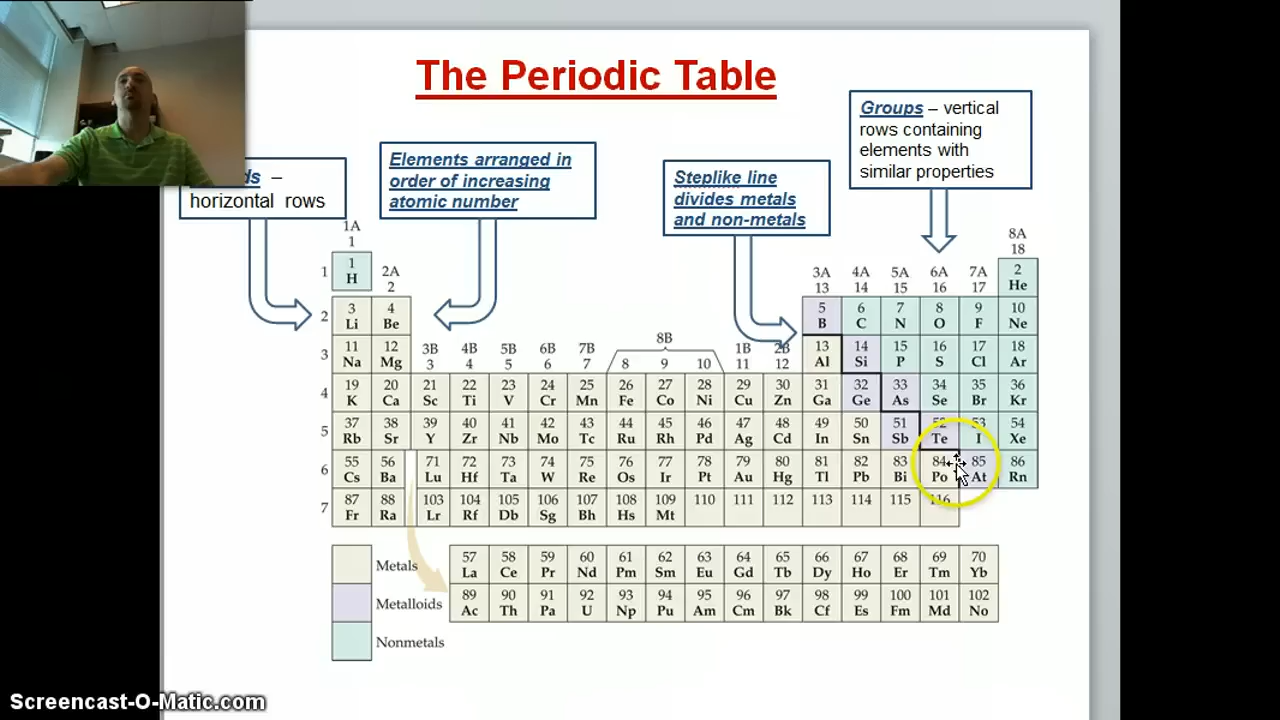 The Periodic Table
Groups – vertical
rows containing
elements with
similar properties
Elements arranged in
order of increasing
atomic number
Steplike line
divides metals
and non-metals
–
horizontal rows
1A
1
8A
18
2A
2
3A 4A 5A 6A 7A
13 14 15 16 17
3B 4B 5B 6B 7B 8B 1B 2B
3 4 5 6 7 8 9 10 11 12
1 1 2
H He
2 3 4 5 6 7 8 9 10
Li Be B C N O F Ne
3 11 12 13 14 15 16 17 18
Na Mg Al Si P S Cl Ar
4 19 20 21 22 23 24 25 26 27 28 29 30 31 32 33 34 35 36
K Ca Sc Ti V Cr Mn Fe Co Ni Cu Zn Ga Ge As Se Br Kr
5 37 38 39 40 41 42 43 44 45 46 47 48 49 50 51 52 53 54
Rb Sr Y Zr Nb Mo Tc Ru Rh Pd Ag Cd In Sn Sb Te I Xe
6 55 56 71 72 73 74 75 76 77 78 79 80 81 82 83 84 85 86
Cs Ba Lu Hf Ta W Re Os Ir Pt Au Hg Tl Pb Bi Po At Rn
7 87 88 103 104 105 106 107 108 109 110 111 112 113 114 115 116
Fr Ra Lr Rf Db Sg Bh Hs Mt
57 58 59 60 61 62 63 64 65 66 67 68 69 70
La Ce Pr Nd Pm Sm Eu Gd Tb Dy Ho Er Tm Yb
89 90 91 92 93 94 95 96 97 98 99 100 101 102
Ac Th Pa U Np Pu Am Cm Bk Cf Es Fm Md No
Metals
Metalloids
Nonmetals
Screencast-O-Matic.com